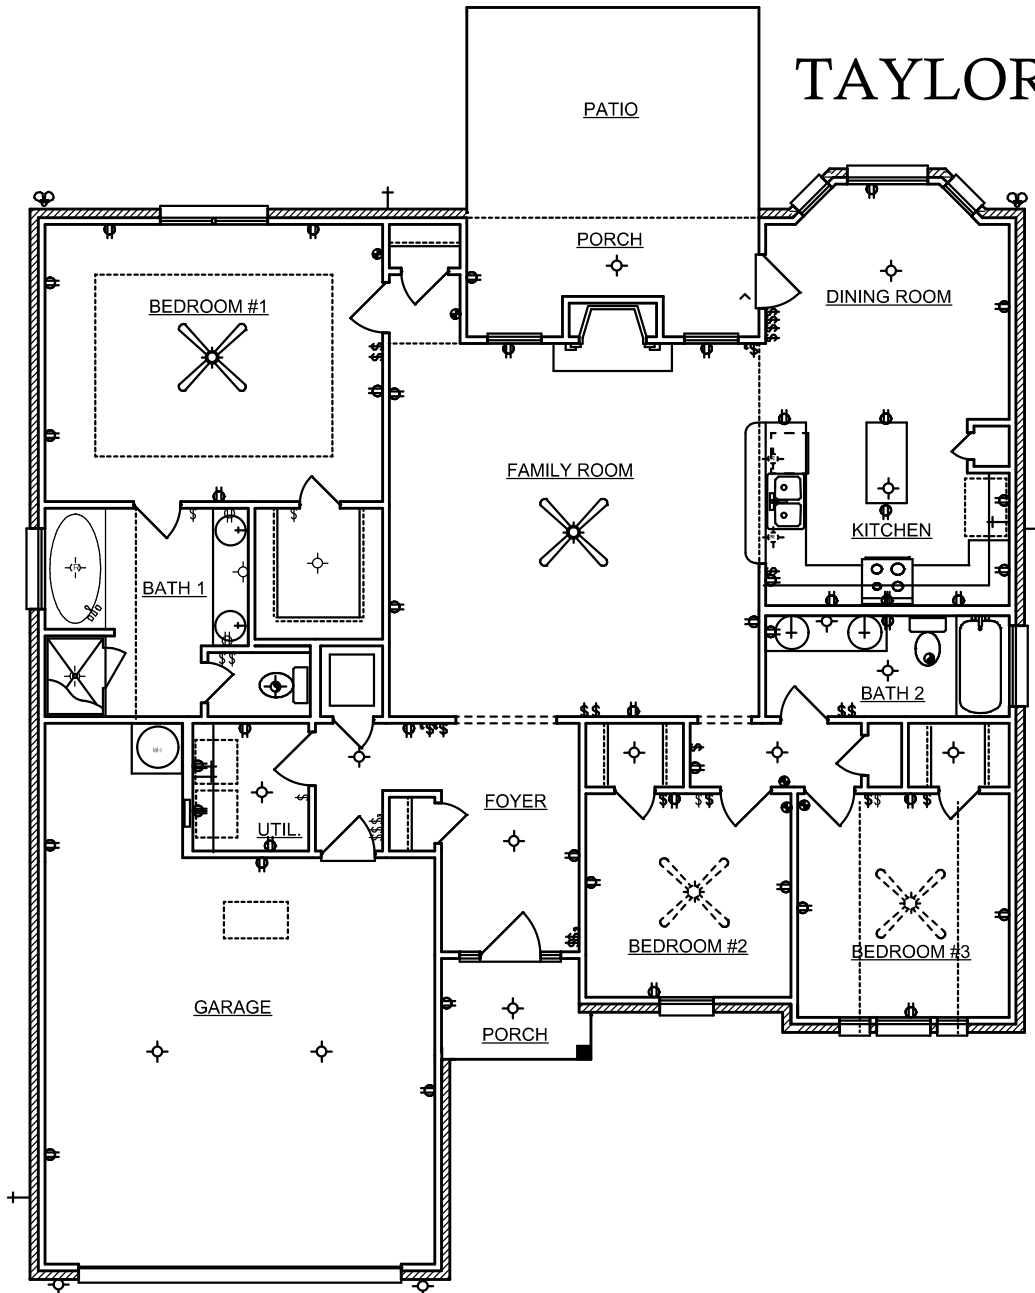 TAYLOR
PATIO
PORCH
DINING ROOM
BEDROOM #1
FAMILY ROOM
KITCHEN
BATH 1
BATH 2
WH
FOYER
UTIL.
BEDROOM #2
BEDROOM #3
GARAGE
PORCH